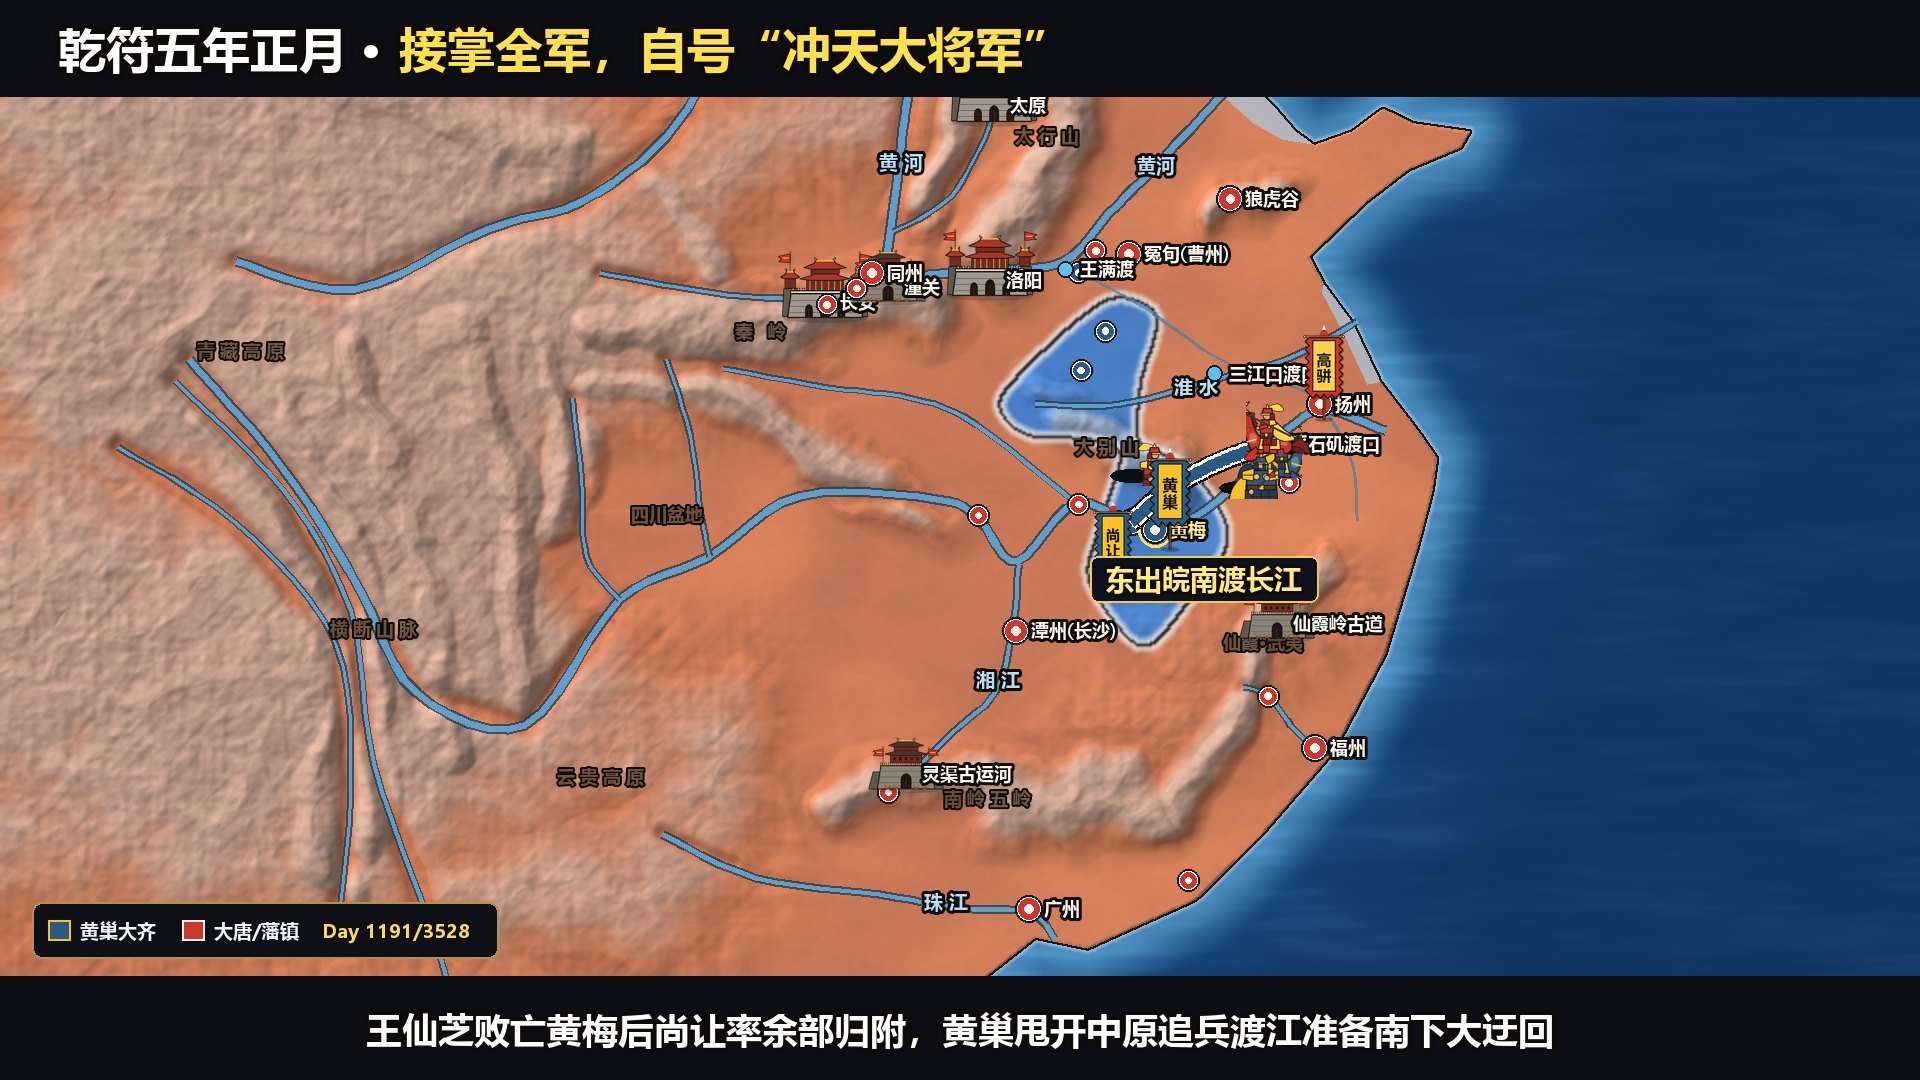 乾符五年正月 • 接掌全军，自号“冲天大将军”
太原
太行山
黄河
黄河
狼虎谷
冤句(曹州)
王满渡
同州
潼关
洛阳
长安
秦岭
青藏高原
高骈
三江口渡口
淮水
扬州
大别山
石矶渡口
黄巢
四川盆地
黄梅
尚让
东出皖南渡长江
仙霞岭古道
仙霞·武夷
横断山脉
潭州(长沙)
湘江
福州
云贵高原
灵渠古运河
南岭五岭
珠江
广州
黄巢大齐 大唐/藩镇 Day 1191/3528
王仙芝败亡黄梅后尚让率余部归附，黄巢甩开中原追兵渡江准备南下大迂回